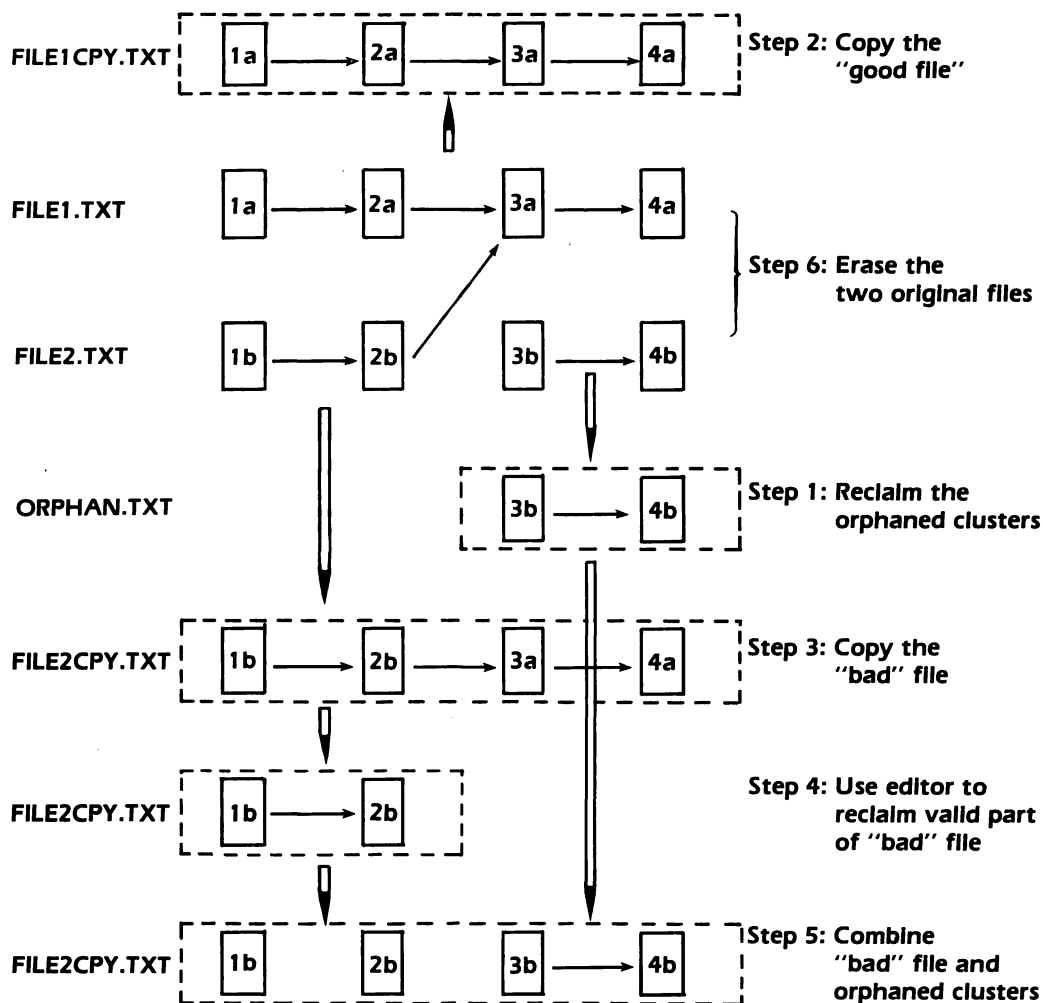 FILE1CPY.TXT 1a 2a 3a 4a Step 2: Copy the
"good file"
FILE1.TXT 1a 2a 3a 4a
Step 6: Erase the
two original files
FILE2.TXT 1b 2b 3b 4b
ORPHAN.TXT 3b 4b Step 1: Reclaim the
orphaned clusters
FILE2CPY.TXT 1b 2b 3a 4a Step 3: Copy the
"bad" file
FILE2CPY.TXT 1b 2b Step 4: Use editor to
reclaim valid part
of "bad" file
FILE2CPY.TXT 1b 2b 3b 4b Step 5: Combine
"bad" file and
orphaned clusters